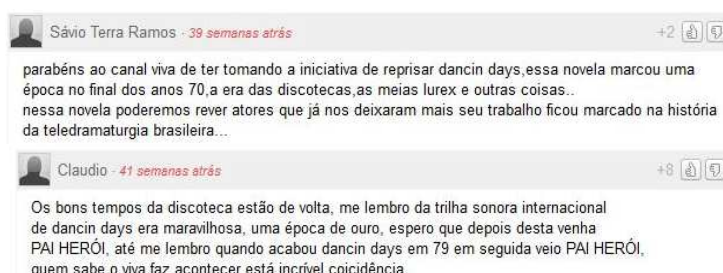 Sávio Terra Ramos - 39 semanas atrás +2
parabéns ao canal viva de ter tomando a iniciativa de reprisar dancin days,essa novela marcou uma
época no final dos anos 70,a era das discotecas,as meias lurex e outras coisas..
nessa novela poderemos rever atores que já nos deixaram mais seu trabalho ficou marcado na história
da teledramaturgia brasileira...
Claudio - 41 semanas atrás +8
Os bons tempos da discoteca estão de volta, me lembro da trilha sonora internacional
de dancin days era maravilhosa, uma época de ouro, espero que depois desta venha
PAI HERÓI, até me lembro quando acabou dancin days em 79 em seguida veio PAI HERÓI,
quem sabe o viva faz acontecer está incrível coicidência